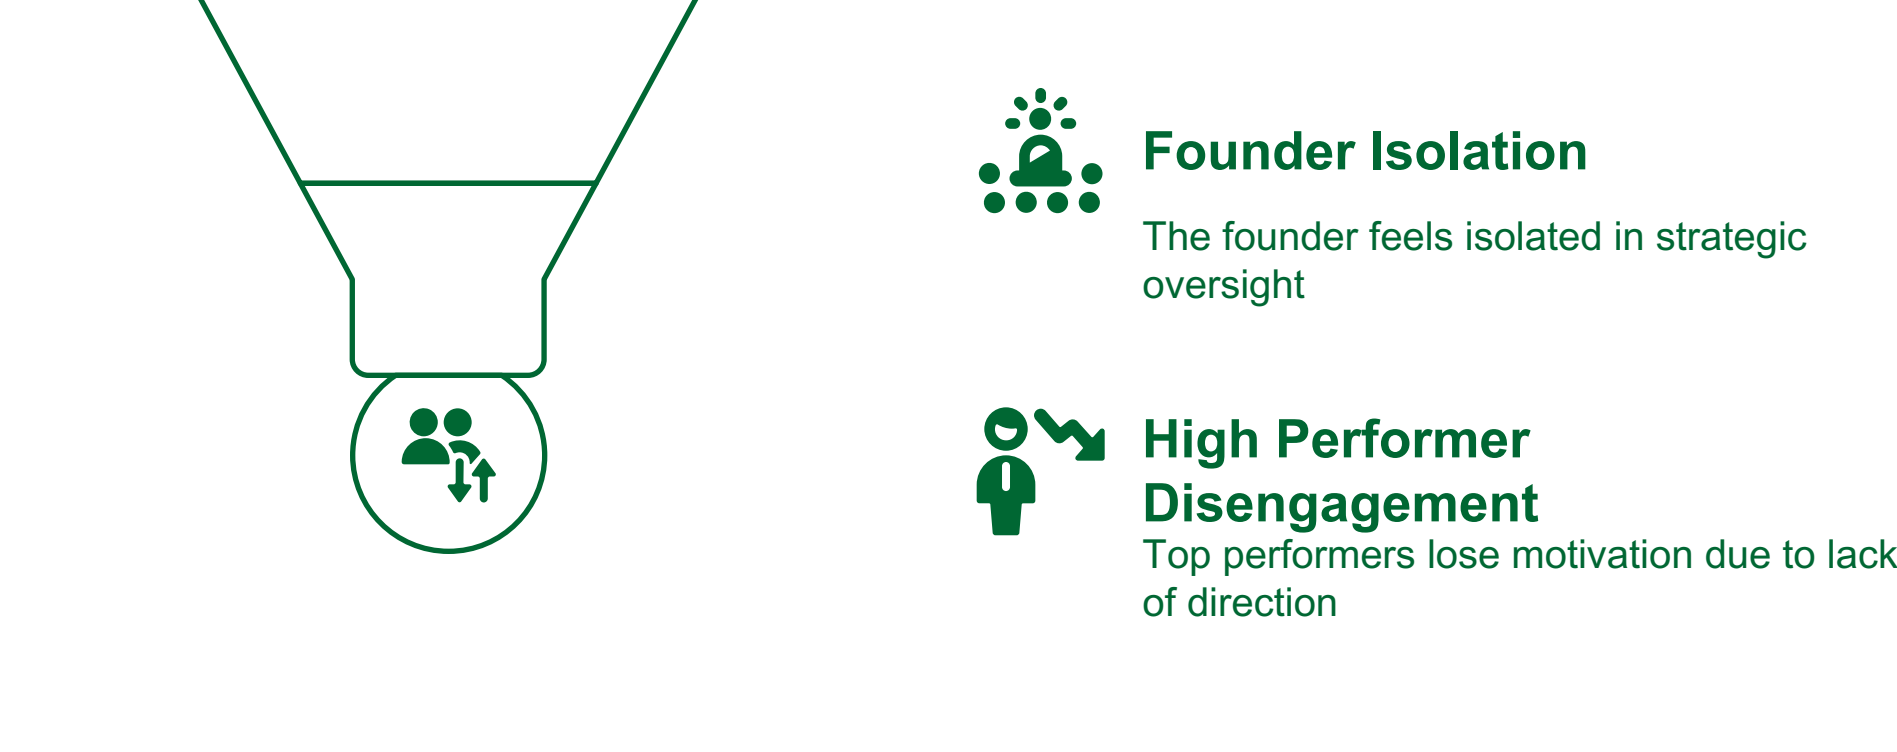 Founder Isolation
The founder feels isolated in strategic
oversight
High Performer
Disengagement
Top performers lose motivation due to lack
of direction